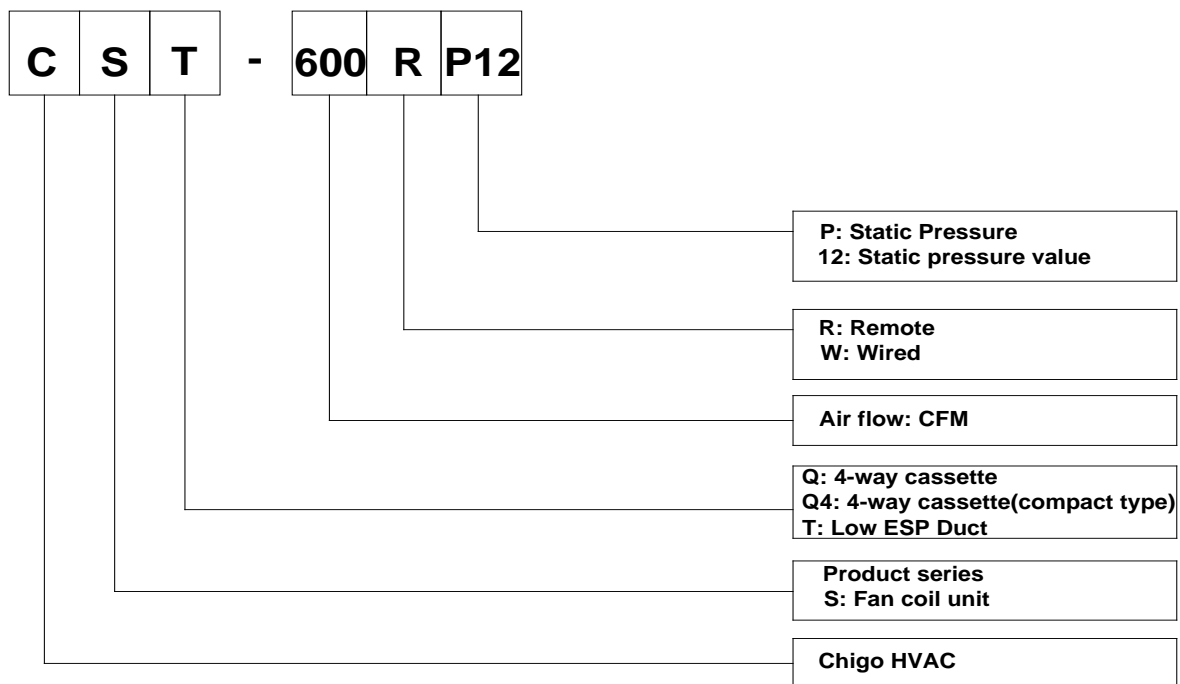 C S T - 600 R P12
P: Static Pressure
12: Static pressure value
R: Remote
W: Wired
Air flow: CFM
Q: 4-way cassette
Q4: 4-way cassette(compact type)
T: Low ESP Duct
Product series
S: Fan coil unit
Chigo HVAC